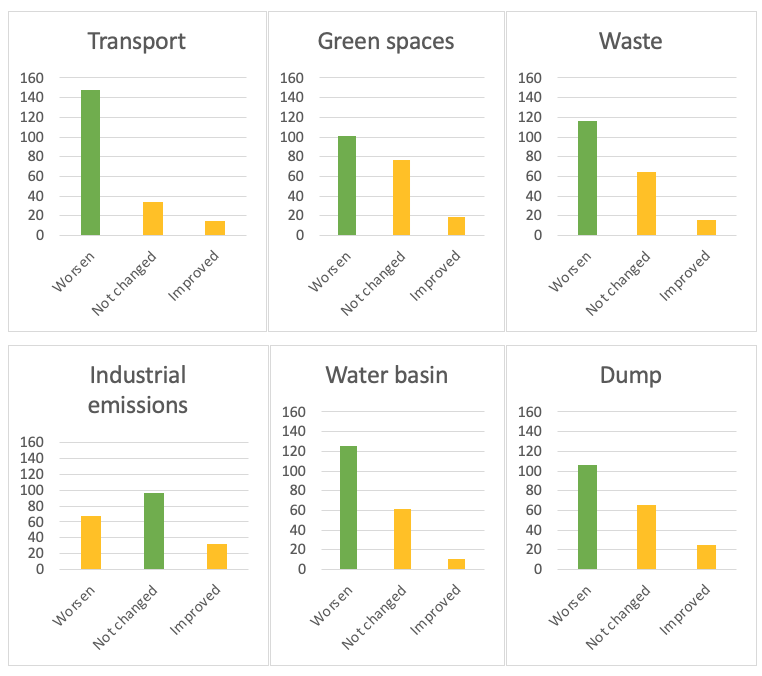 Transport
160
140
120
100
80
60
40
20
0
Worsen
Not changed
Improved
Green spaces
160
140
120
100
80
60
40
20
0
Worsen
Not changed
Improved
Waste
160
140
120
100
80
60
40
20
0
Worsen
Not changed
Improved
Industrial
emissions
160
140
120
100
80
60
40
20
0
Worsen
Not changed
Improved
Water basin
160
140
120
100
80
60
40
20
0
Worsen
Not changed
Improved
Dump
160
140
120
100
80
60
40
20
0
Worsen
Not changed
Improved